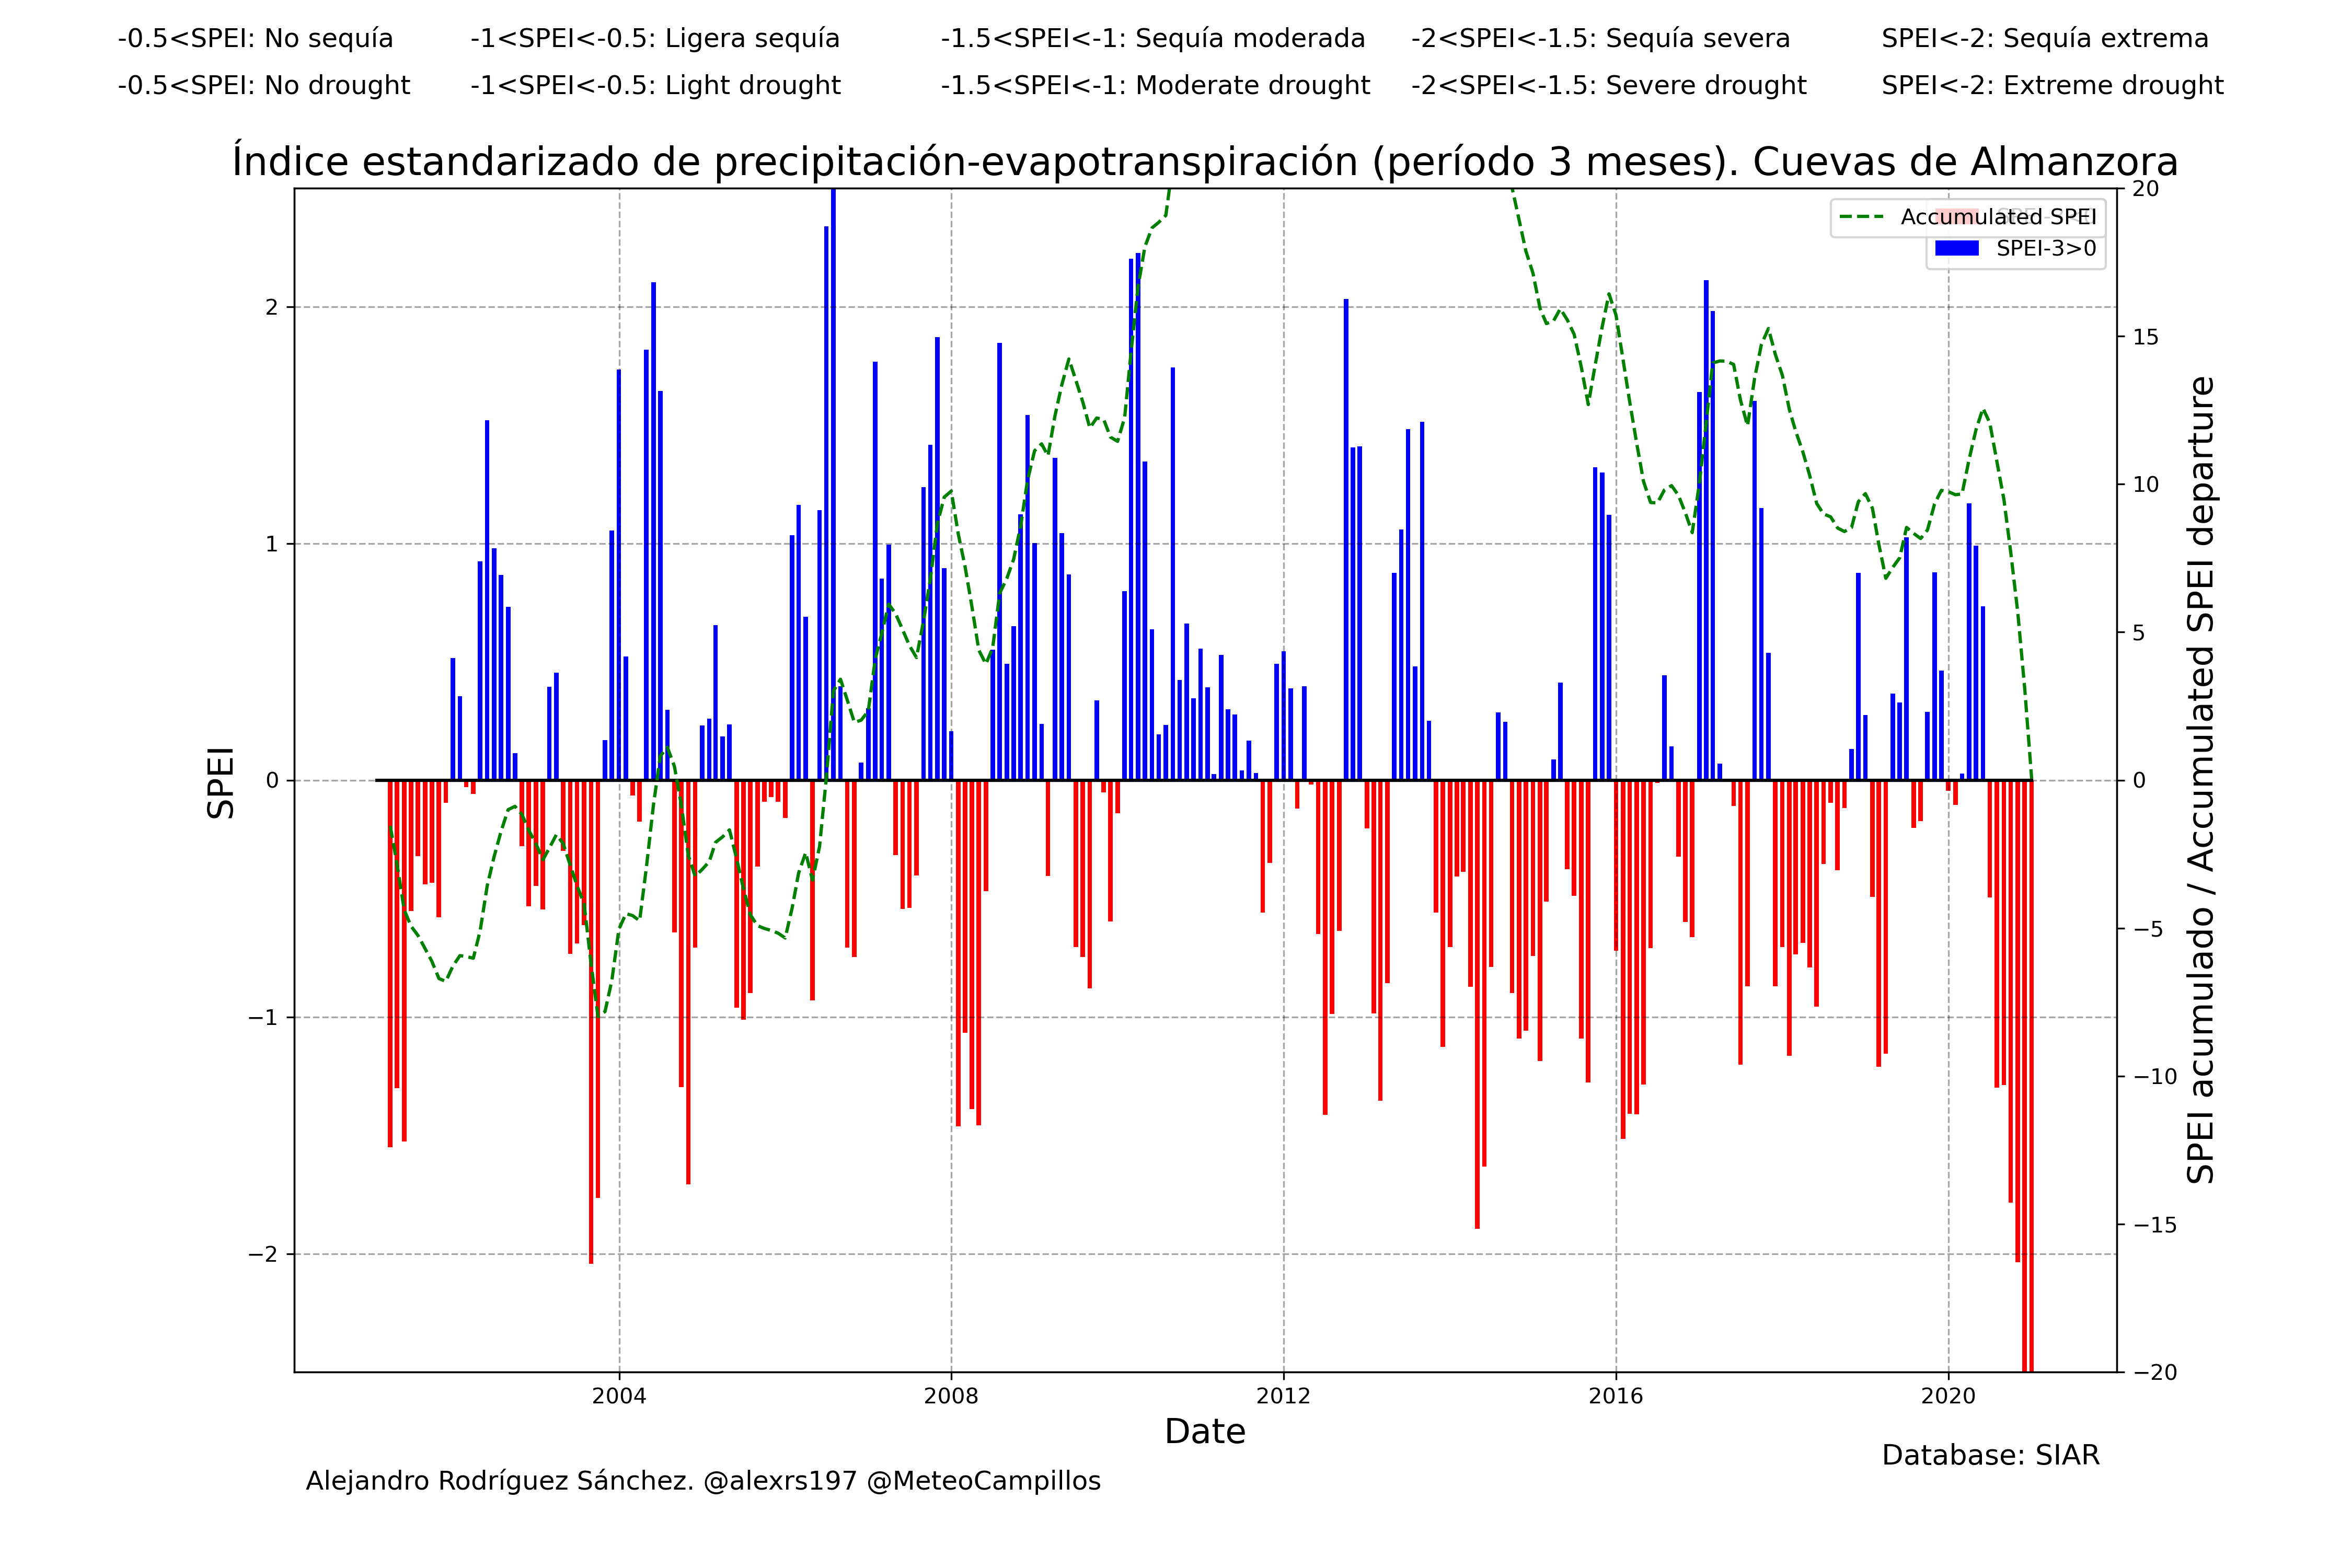 -0.5<SPEI: No sequía -1<SPEI<-0.5: Ligera sequía -1.5<SPEI<-1: Sequía moderada -2<SPEI<-1.5: Sequía severa SPEI<-2: Sequía extrema
-0.5<SPEI: No drought -1<SPEI<-0.5: Light drought -1.5<SPEI<-1: Moderate drought -2<SPEI<-1.5: Severe drought SPEI<-2: Extreme drought
Índice estandarizado de precipitación-evapotranspiración (período 3 meses). Cuevas de Almanzora
Accumulated SPEI
SPEI-3>0
SPEI
2
1
0
−1
−2
20
15
10
5
0
−5
−10
−15
−20
SPEI acumulado / Accumulated SPEI departure
2004 2008 2012 2016 2020
Date
Database: SIAR
Alejandro Rodríguez Sánchez. @alexrs197 @MeteoCampillos